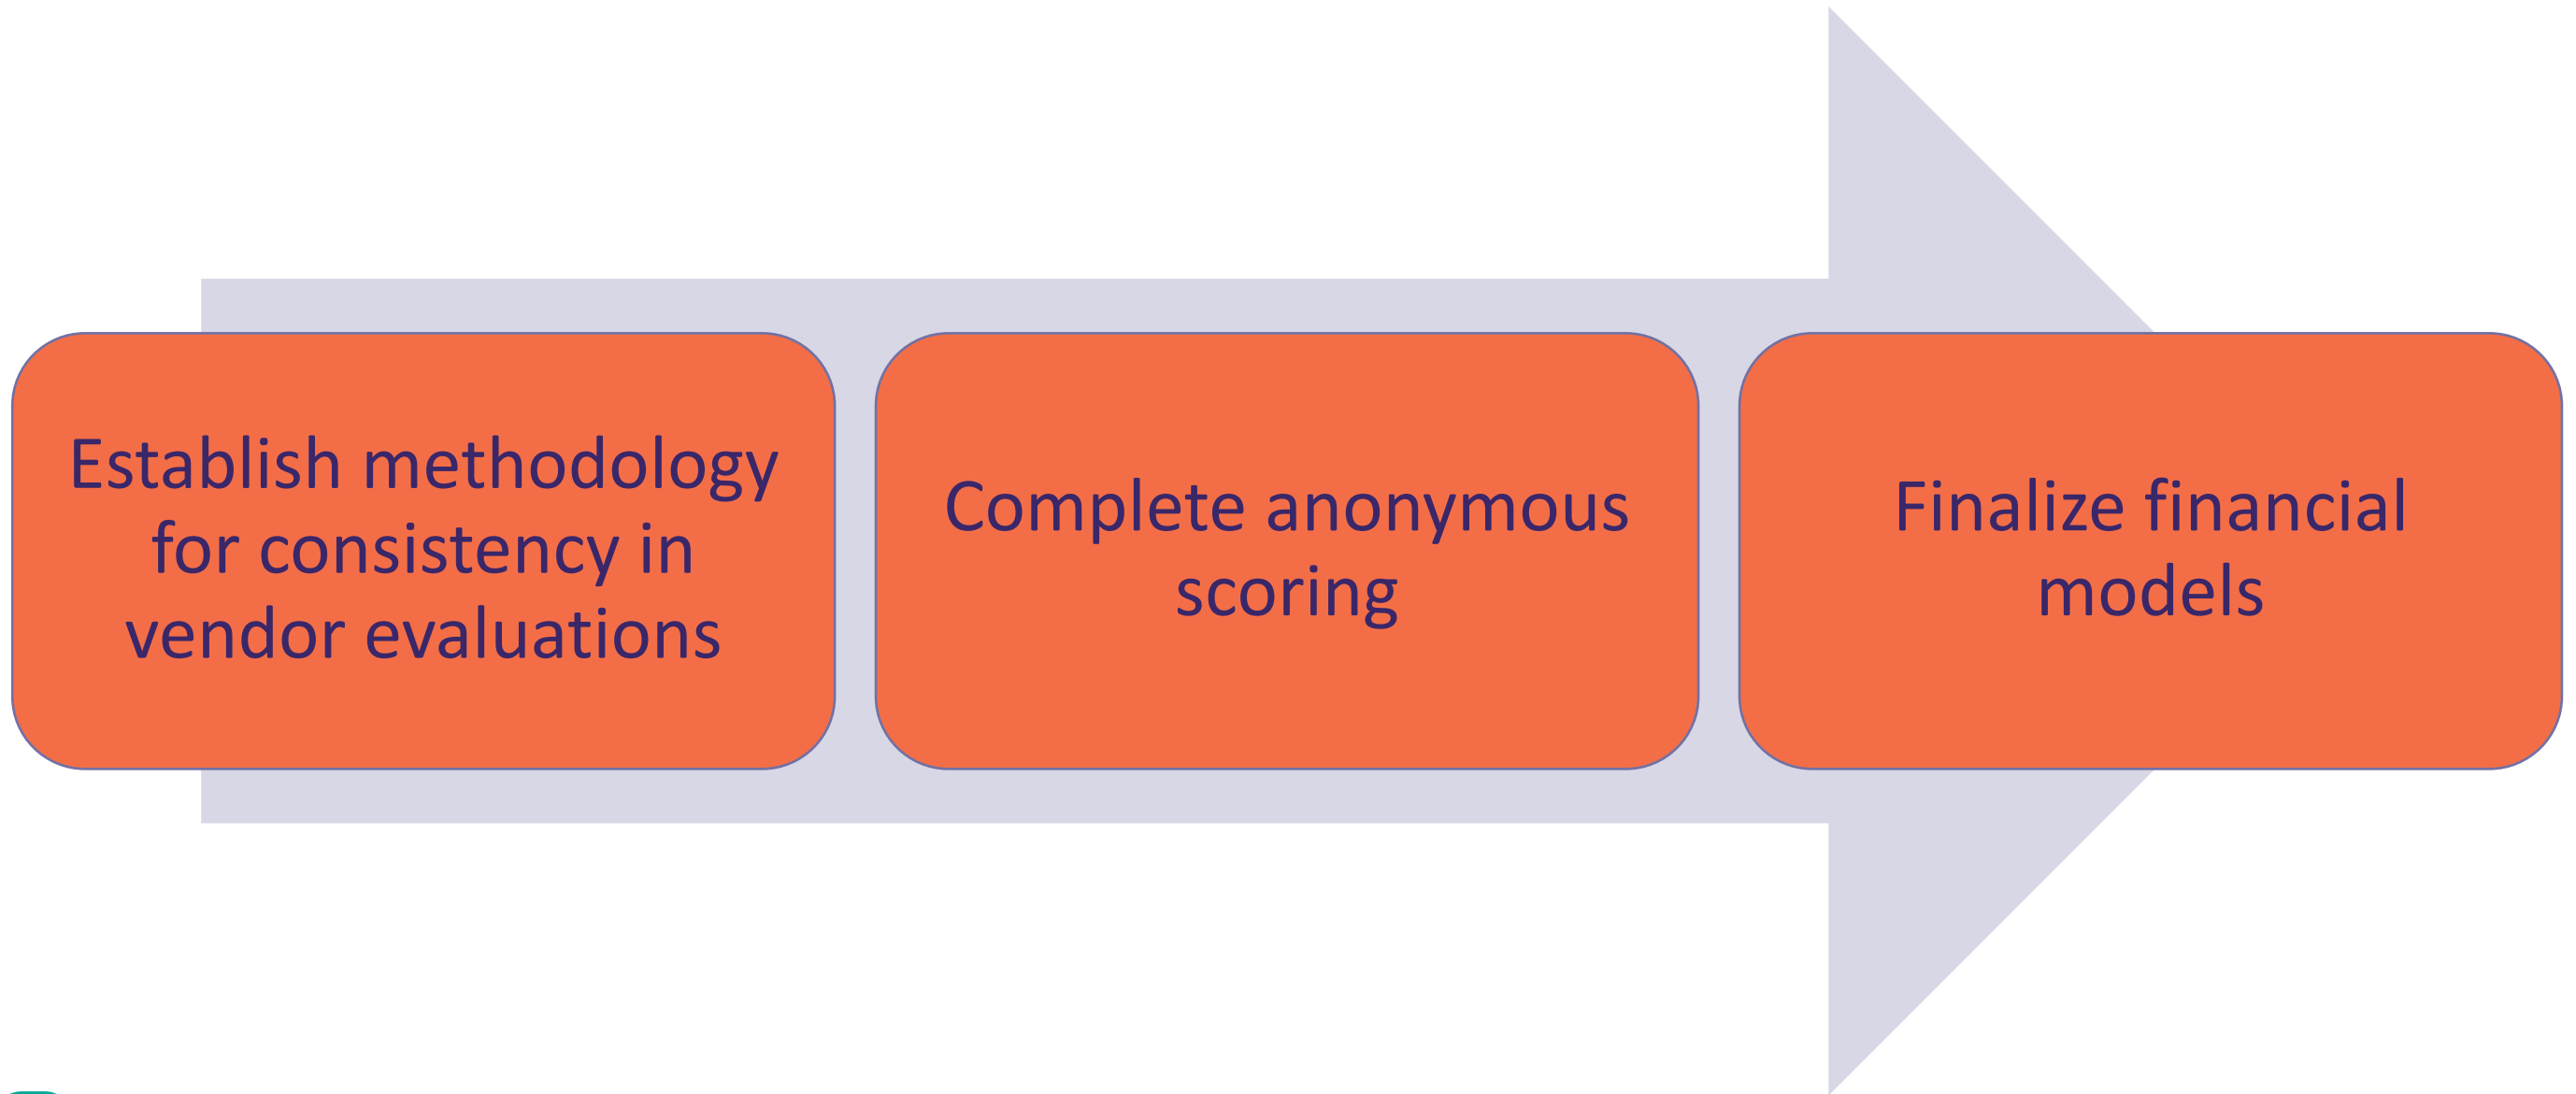 Establish methodology
for consistency in
vendor evaluations
Complete anonymous
scoring
Finalize financial
models